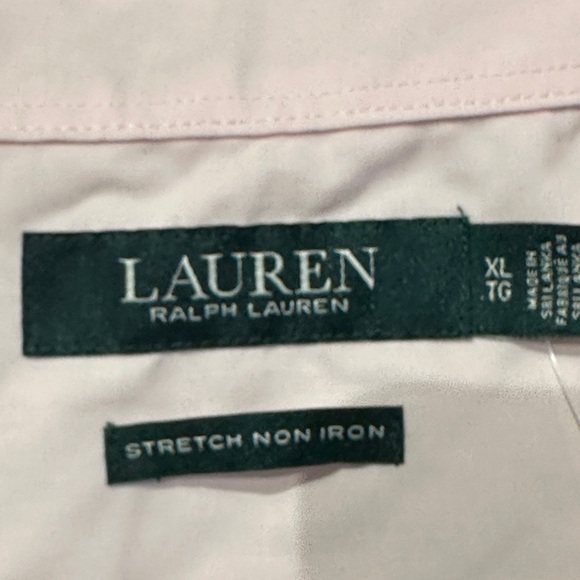 LAUREN
RALPH LAUREN
XL
TG
MADE IN
SRI LANKA
FABRIQUÉ AU
SRI LANKA
STRETCH NON IRON